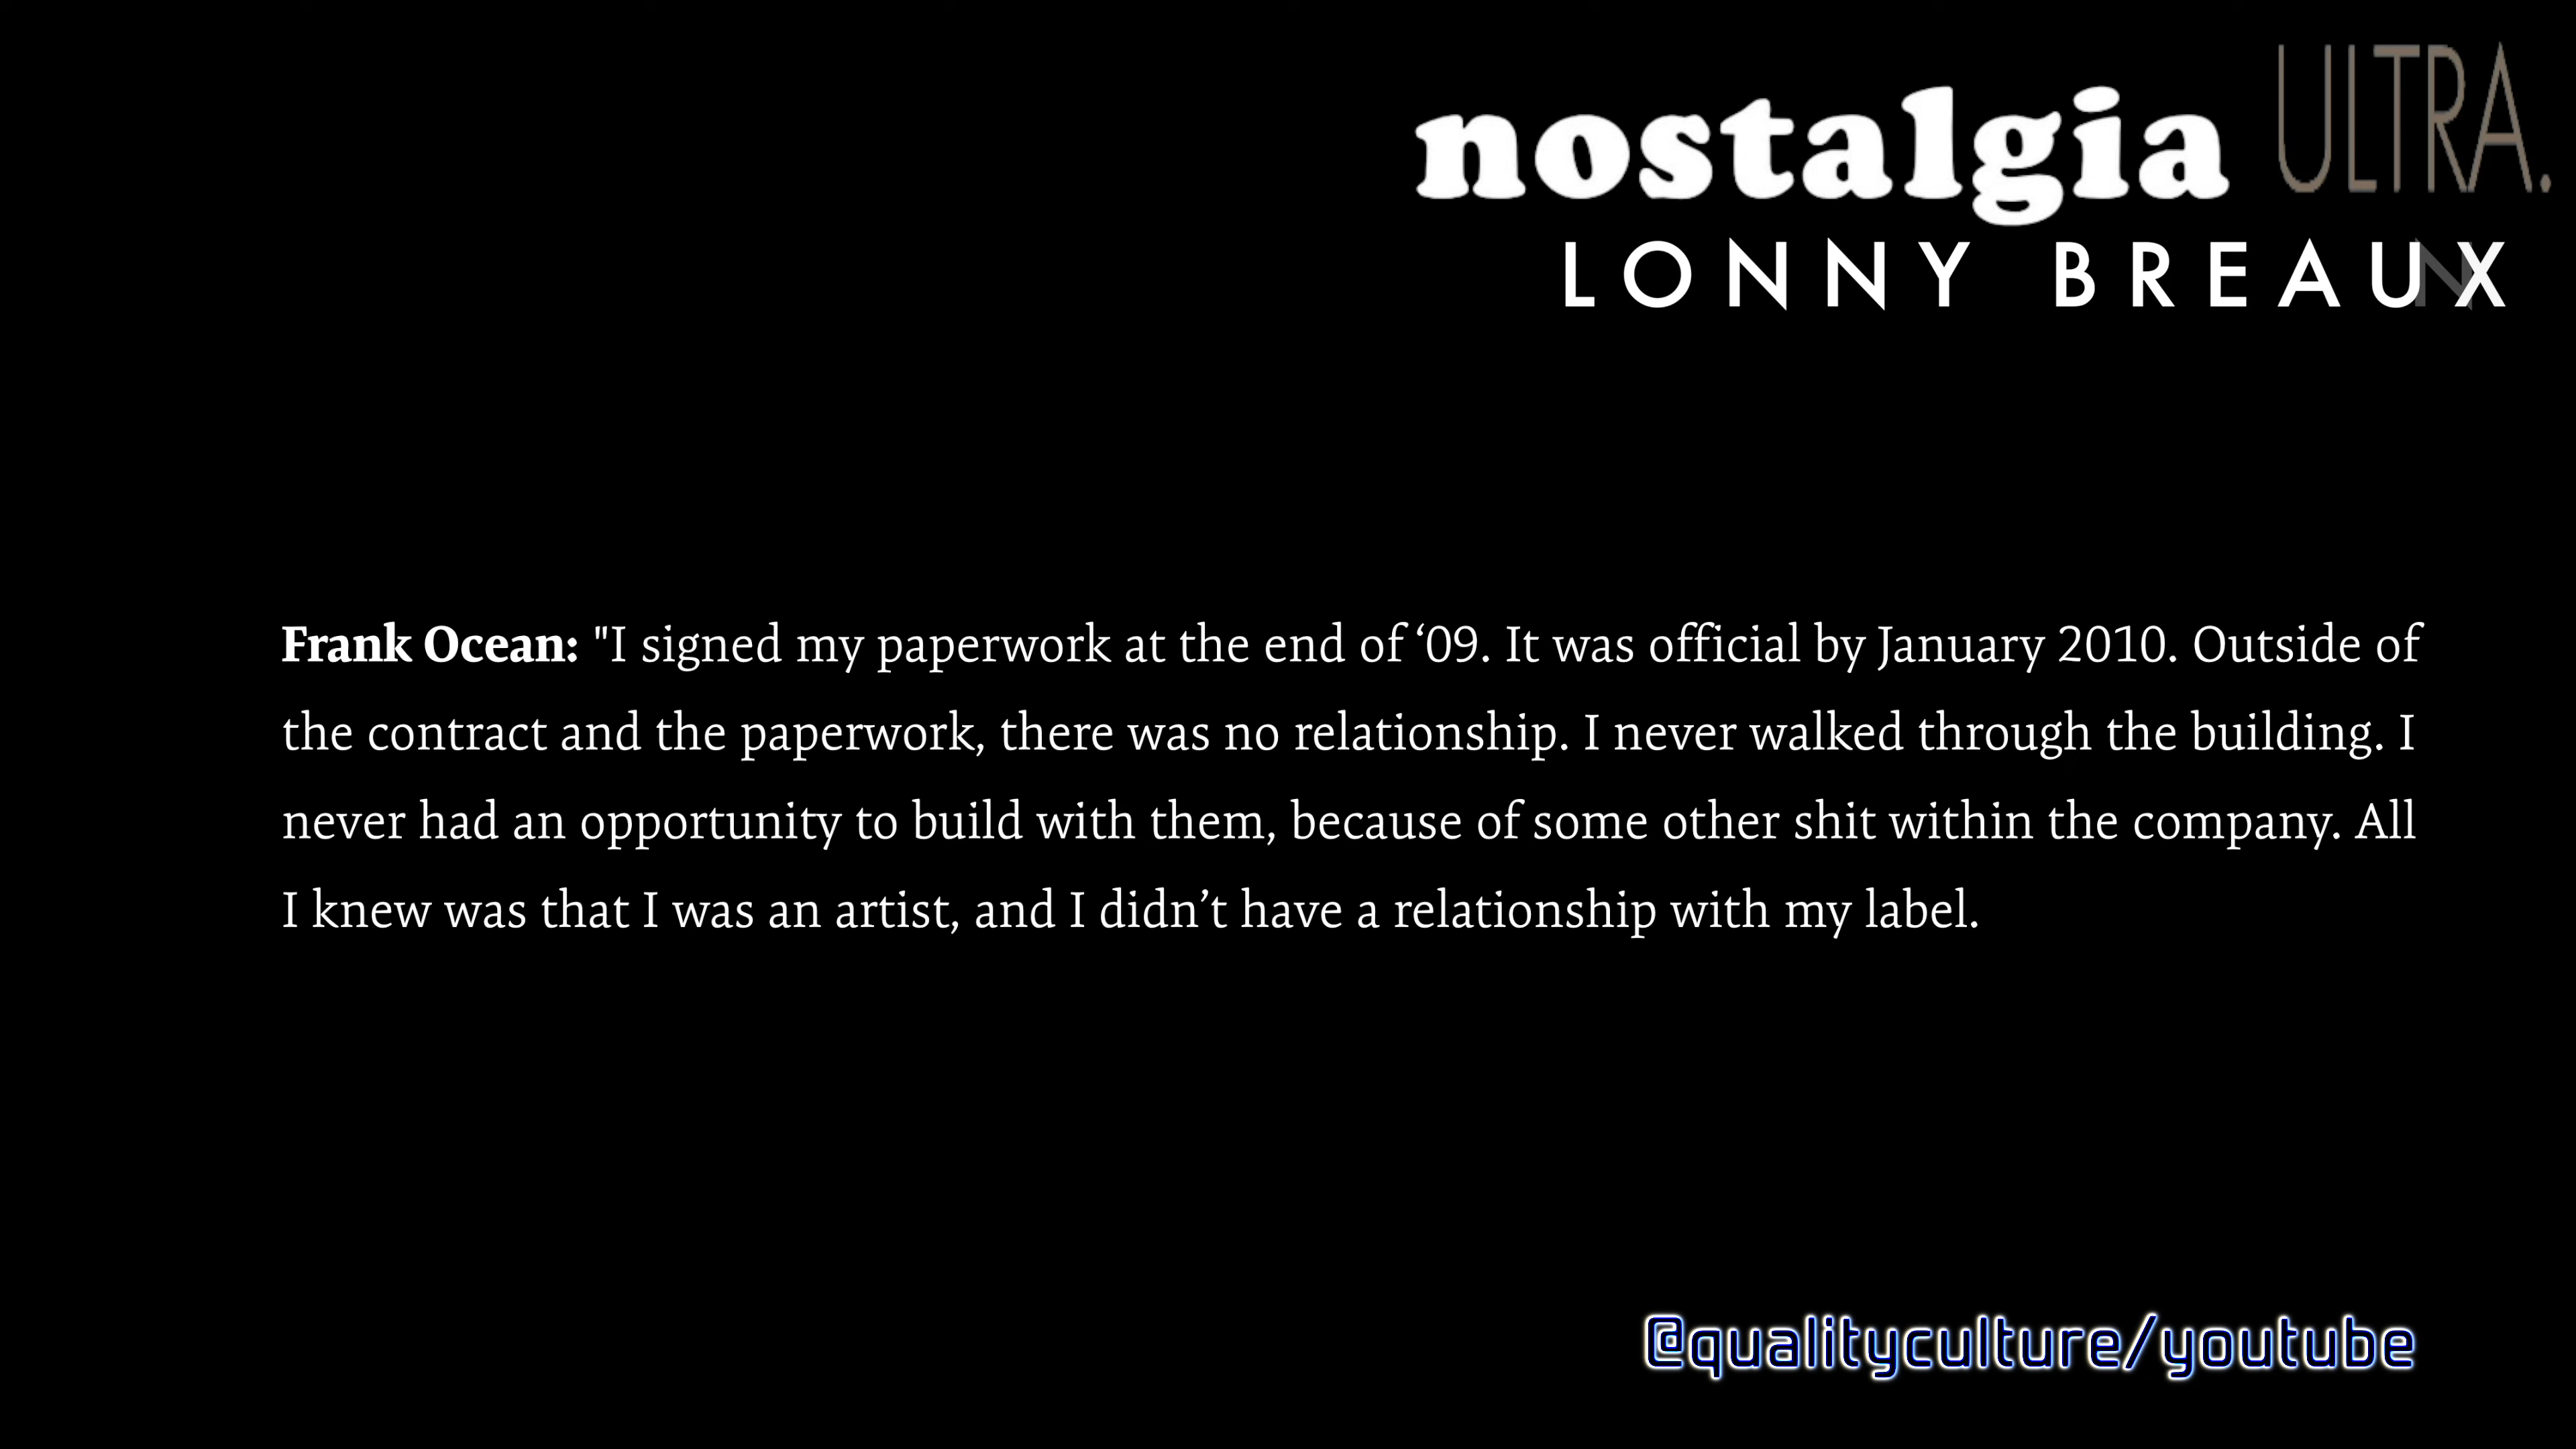 nostalgia ULTRA.
LONNY BREAUX
Frank Ocean: "I signed my paperwork at the end of ‘09. It was official by January 2010. Outside of
the contract and the paperwork, there was no relationship. I never walked through the building. I
never had an opportunity to build with them, because of some other shit within the company. All
I knew was that I was an artist, and I didn’t have a relationship with my label.
@qualityculture/youtube